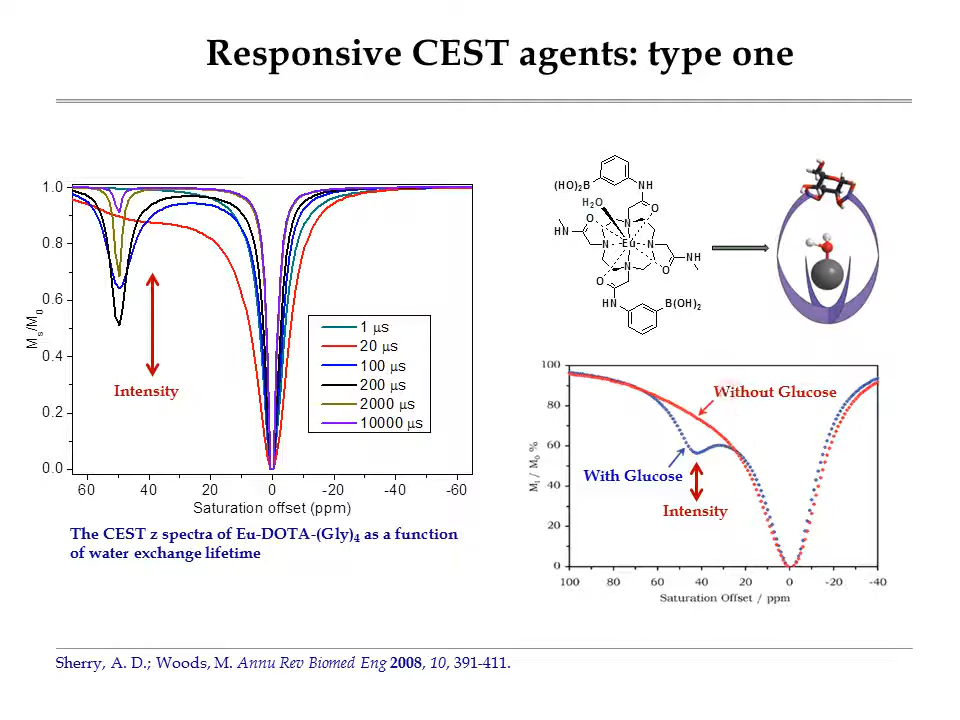 Responsive CEST agents: type one
1.0
0.8
0.6
0.4
0.2
0.0
Ms/M0
60 40 20 0 -20 -40 -60
Saturation offset (ppm)
Intensity
1 μs
20 μs
100 μs
200 μs
2000 μs
10000 μs
The CEST z spectra of Eu-DOTA-(Gly)4 as a function
of water exchange lifetime
(HO)2B
NH
H2O
O
O
HN
N
N
Eu
N
N
NH
O
O
HN
B(OH)2
100
80
60
40
20
0
Mi / M0 %
Without Glucose
With Glucose
Intensity
100 80 60 40 20 0 -20 -40
Saturation Offset / ppm
Sherry, A. D.; Woods, M. Annu Rev Biomed Eng 2008, 10, 391-411.